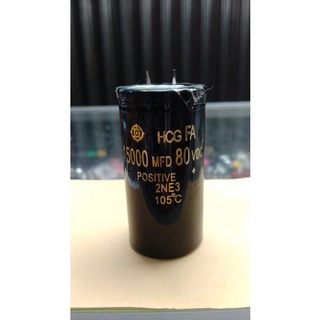 HCG FA
15000 MFD 80 VDC
POSITIVE +
2NE3
105°C